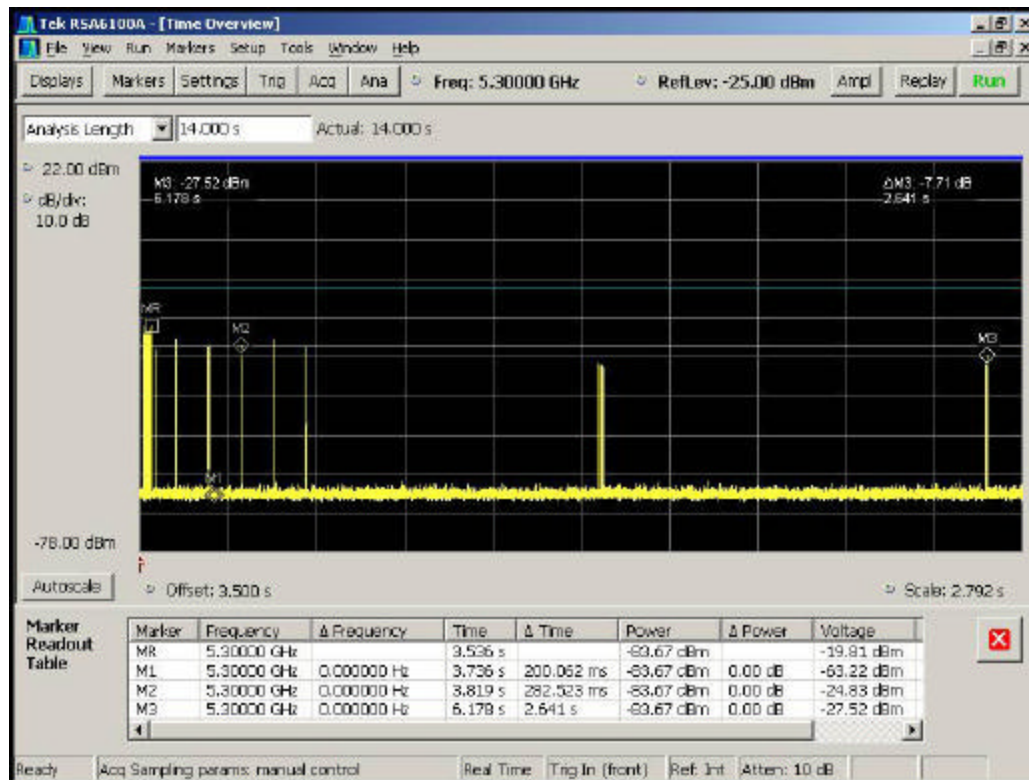 Tek RSA6100A - [Time Overview]
File View Run Markers Setup Tools Window Help
Displays Markers Settings Trig Acq Ana Freq: 5.30000 GHz RefLev: -25.00 dBm Ampl Replay Run
Analysis Length 14.000 s Actual: 14.000 s
22.00 dBm
dB/div:
10.0 dB
M3: -27.52 dBm
6.178 s
ΔM3: -7.71 dB
2.641 s
MR
M2
M3
M1
-78.00 dBm
Autoscale Offset: 3.500 s Scale: 2.792 s
Marker Readout Table
Marker Frequency Δ Frequency Time Δ Time Power Δ Power Voltage
MR 5.30000 GHz 3.536 s -83.67 dBm -19.81 dBm
M1 5.30000 GHz 0.000000 Hz 3.736 s 200.062 ms -83.67 dBm 0.00 dB -63.22 dBm
M2 5.30000 GHz 0.000000 Hz 3.819 s 282.523 ms -83.67 dBm 0.00 dB -24.83 dBm
M3 5.30000 GHz 0.000000 Hz 6.178 s 2.641 s -83.67 dBm 0.00 dB -27.52 dBm
Ready Acq Sampling params: manual control Real Time Trig In (front) Ref: Int Atten: 10 dB